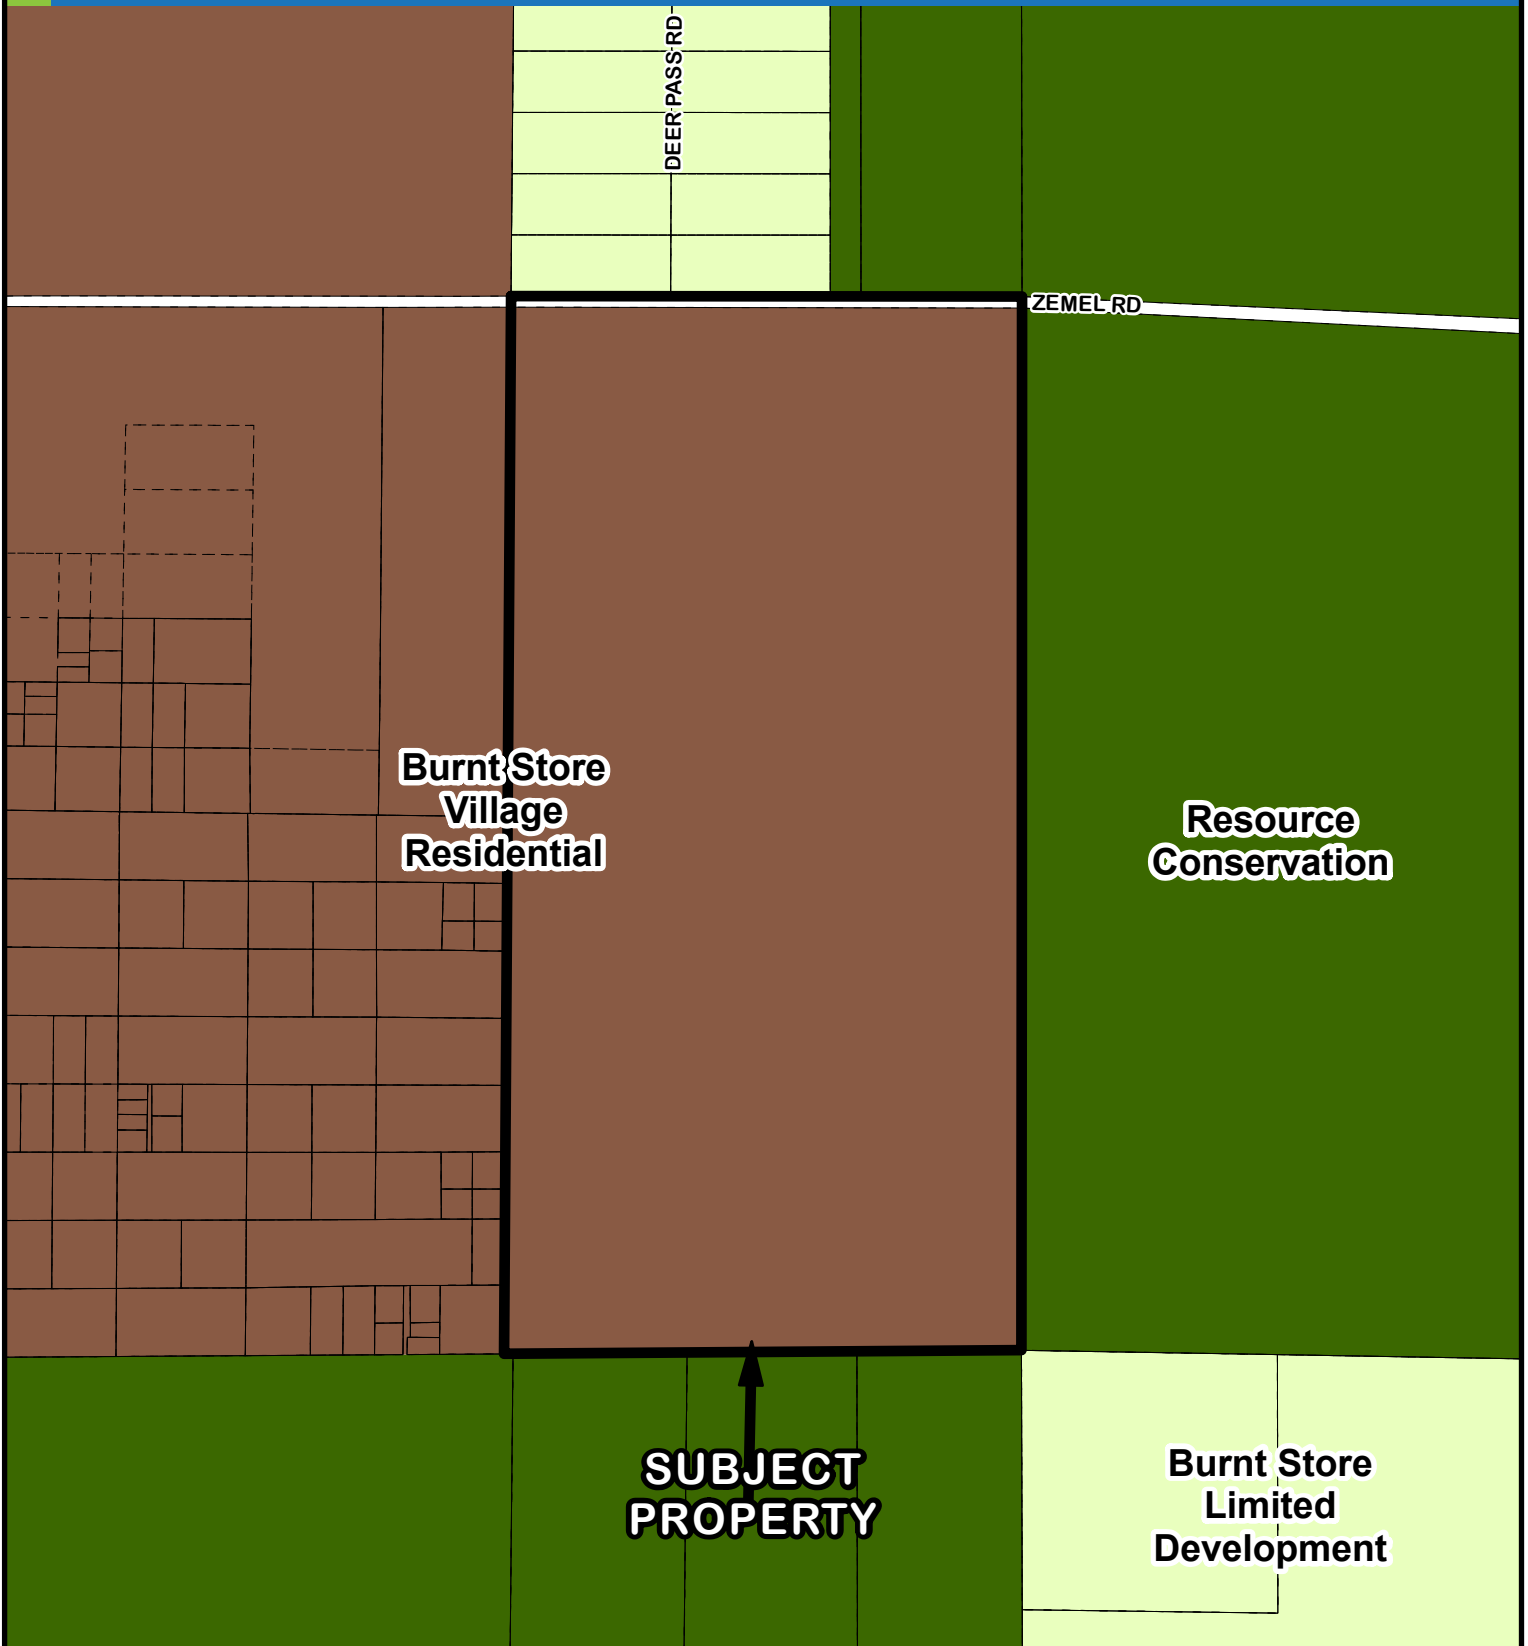 DEER PASS RD
ZEMEL RD
Burnt Store
Village
Residential
Resource
Conservation
SUBJECT
PROPERTY
Burnt Store
Limited
Development